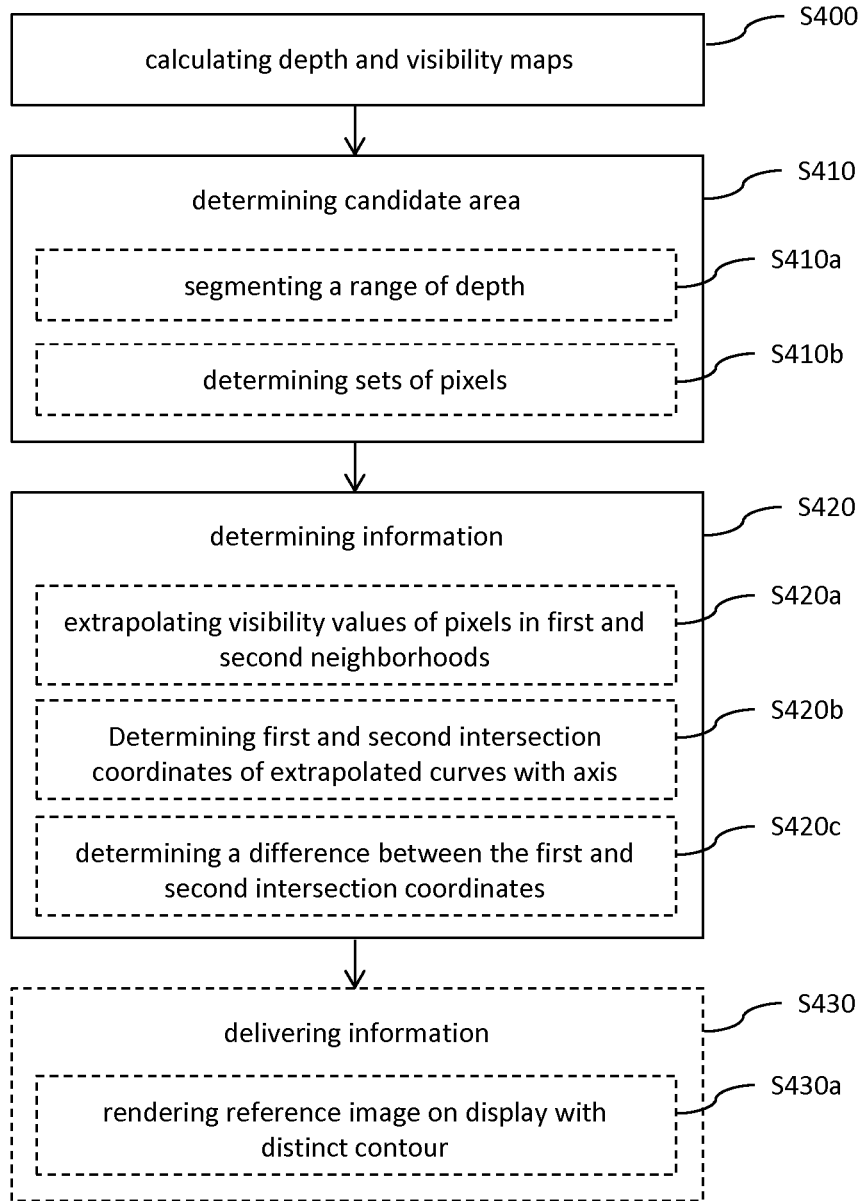 S400
calculating depth and visibility maps
S410
determining candidate area
S410a
segmenting a range of depth
S410b
determining sets of pixels
S420
determining information
S420a
extrapolating visibility values of pixels in first and
second neighborhoods
S420b
Determining first and second intersection
coordinates of extrapolated curves with axis
S420c
determining a difference between the first and
second intersection coordinates
S430
delivering information
S430a
rendering reference image on display with
distinct contour